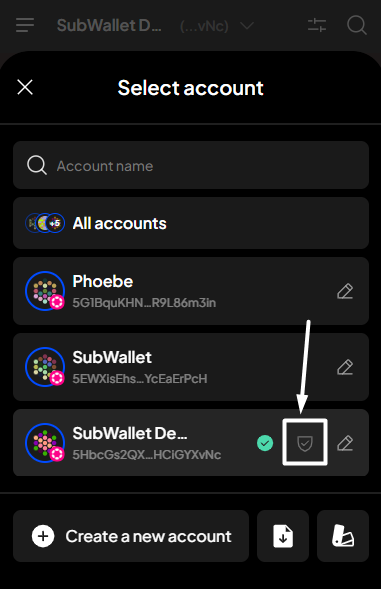 SubWallet D... (...vNc)
Select account
Account name
+5 All accounts
Phoebe
5G1BquKHN...R9L86m3in
SubWallet
5EWXisEhs...YcEaErPcH
SubWallet De...
5HbcGs2QX...HCiGYXvNc
Create a new account